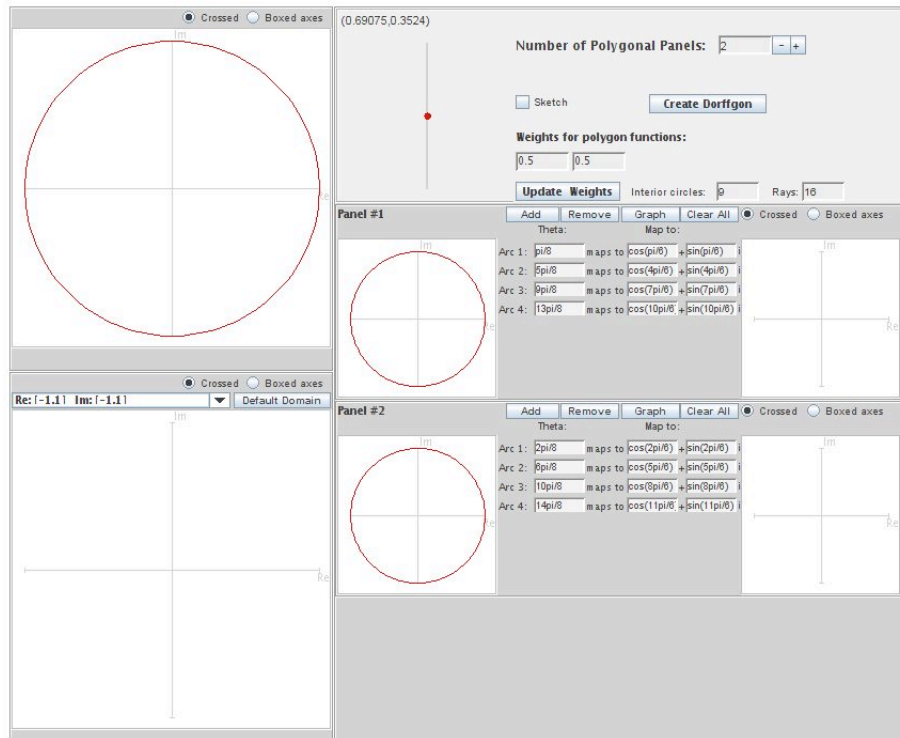 Crossed Boxed axes
Im
Re
(0.69075,0.3524)
Number of Polygonal Panels: 2 - +
Sketch Create Dorffgon
Weights for polygon functions:
0.5 0.5
Update Weights Interior circles: 9 Rays: 16
Panel #1 Add Remove Graph Clear All Crossed Boxed axes
Theta: Map to:
Im
Re
Arc 1: pi/8 maps to cos(pi/6) + sin(pi/6) i
Arc 2: 5pi/8 maps to cos(4pi/6) + sin(4pi/6) i
Arc 3: 9pi/8 maps to cos(7pi/6) + sin(7pi/6) i
Arc 4: 13pi/8 maps to cos(10pi/6) + sin(10pi/6) i
Im
Re
Crossed Boxed axes
Re: [-1,1] Im: [-1,1] Default Domain
Im
Re
Panel #2 Add Remove Graph Clear All Crossed Boxed axes
Theta: Map to:
Im
Re
Arc 1: 2pi/8 maps to cos(2pi/6) + sin(2pi/6) i
Arc 2: 6pi/8 maps to cos(5pi/6) + sin(5pi/6) i
Arc 3: 10pi/8 maps to cos(8pi/6) + sin(8pi/6) i
Arc 4: 14pi/8 maps to cos(11pi/6) + sin(11pi/6) i
Im
Re